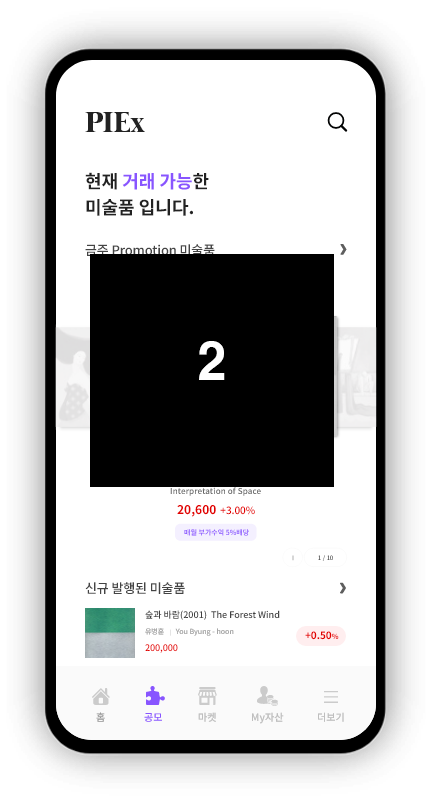 PIEx
현재 거래 가능한
미술품 입니다.
금주 Promotion 미술품
2
Interpretation of Space
20,600 +3.00%
매월 부가수익 5%배당
1 / 10
신규 발행된 미술품
숲과 바람(2001) The Forest Wind
유병훈 | You Byung - hoon
+0.50%
200,000
홈
공모
마켓
My자산
더보기